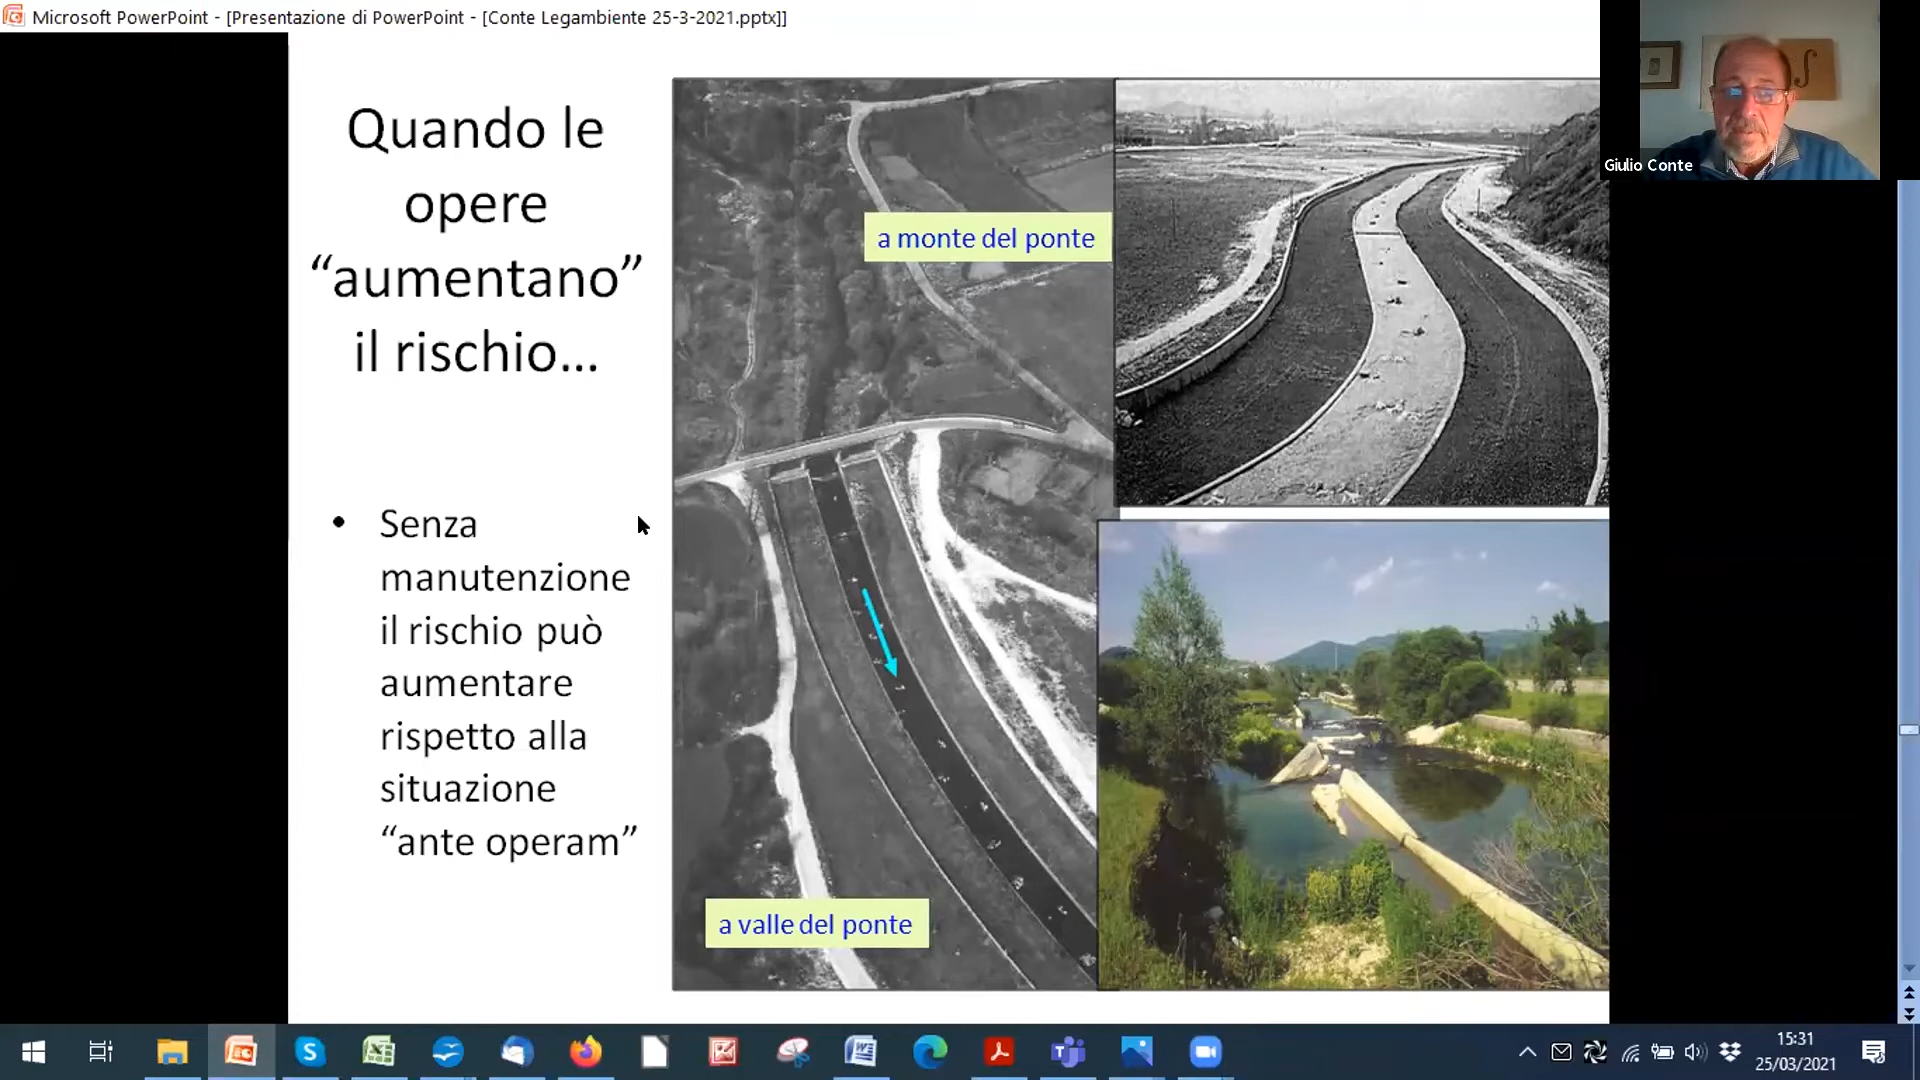 Microsoft PowerPoint - [Presentazione di PowerPoint - [Conte Legambiente 25-3-2021.pptx]]
Giulio Conte
Quando le
opere
“aumentano”
il rischio...
• Senza
manutenzione
il rischio può
aumentare
rispetto alla
situazione
“ante operam”
a monte del ponte
a valle del ponte
15:31
25/03/2021